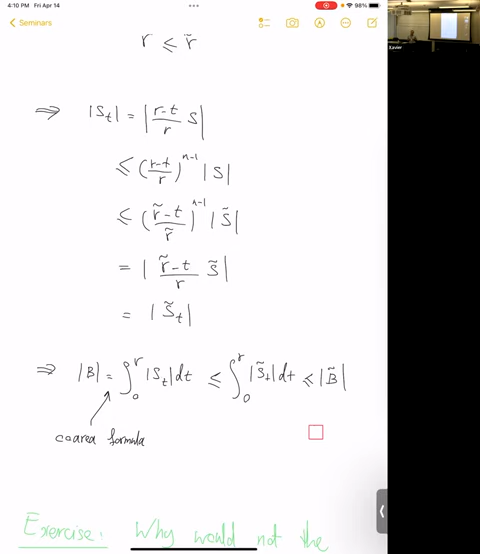 4:10 PM Fri Apr 14
98%
Seminars
Xavier
r ≤ r̃
⇒ |S_t| = |(r-t)/r S|
≤ ((r-t)/r)^{n-1} |S|
≤ ((r̃-t)/r̃)^{n-1} |S̃|
= |(r̃-t)/r S̃|
= |S̃_t|
⇒ |B| = ∫_0^r |S_t| dt ≤ ∫_0^r |S̃_t| dt ≤ |B̃|
coarea formula
Exercise: Why would not the